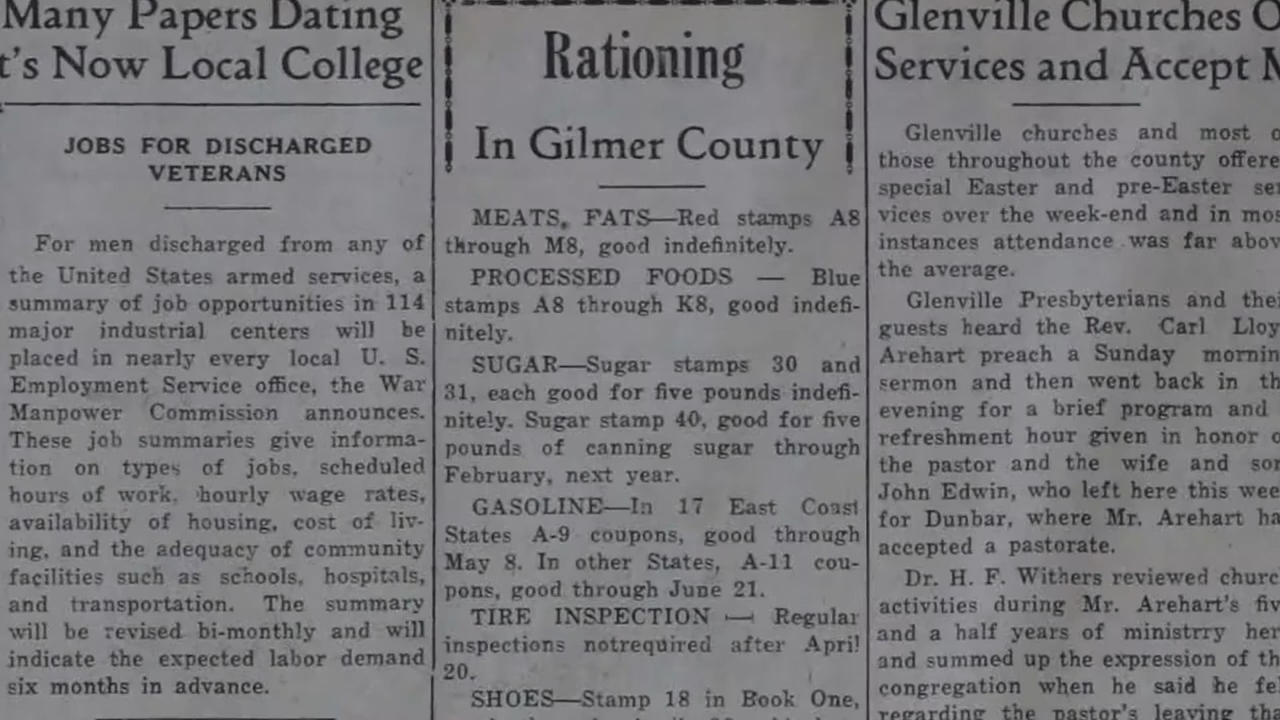 Many Papers Dating
t's Now Local College
JOBS FOR DISCHARGED
VETERANS
For men discharged from any of
the United States armed services, a
summary of job opportunities in 114
major industrial centers will be
placed in nearly every local U. S.
Employment Service office, the War
Manpower Commission announces.
These job summaries give informa-
tion on types of jobs, scheduled
hours of work, hourly wage rates,
availability of housing, cost of liv-
ing, and the adequacy of community
facilities such as schools, hospitals,
and transportation. The summary
will be revised bi-monthly and will
indicate the expected labor demand
six months in advance.
Rationing
In Gilmer County
MEATS, FATS—Red stamps A8
through M8, good indefinitely.
PROCESSED FOODS — Blue
stamps A8 through K8, good indefi-
nitely.
SUGAR—Sugar stamps 30 and
31, each good for five pounds indefi-
nitely. Sugar stamp 40, good for five
pounds of canning sugar through
February, next year.
GASOLINE—In 17 East Coast
States A-9 coupons, good through
May 8. In other States, A-11 cou-
pons, good through June 21.
TIRE INSPECTION — Regular
inspections notrequired after April
20.
SHOES—Stamp 18 in Book One,
Glenville Churches O
Services and Accept M
Glenville churches and most o
those throughout the county offere
special Easter and pre-Easter ser
vices over the week-end and in mos
instances attendance was far abov
the average.
Glenville Presbyterians and thei
guests heard the Rev. Carl Lloy
Arehart preach a Sunday mornin
sermon and then went back in th
evening for a brief program and
refreshment hour given in honor o
the pastor and the wife and son
John Edwin, who left here this wee
for Dunbar, where Mr. Arehart ha
accepted a pastorate.
Dr. H. F. Withers reviewed churc
activities during Mr. Arehart's fiv
and a half years of ministrry her
and summed up the expression of th
congregation when he said he fel
regarding the pastor's leaving tha